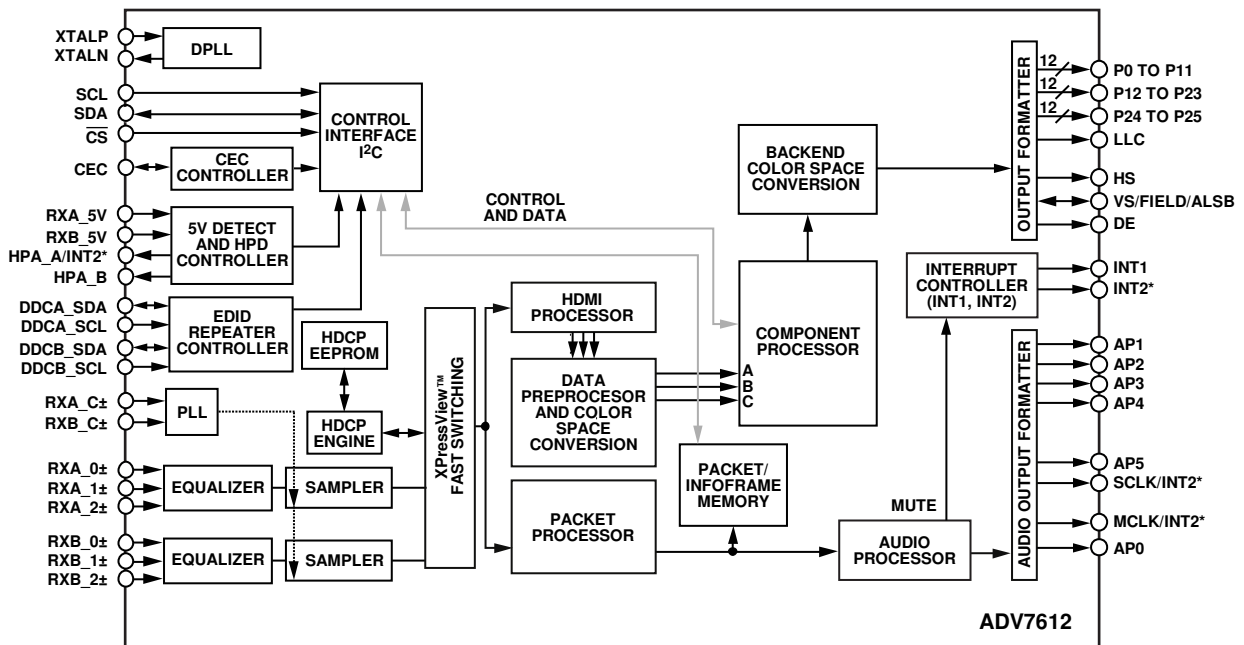 XTALP
XTALN
DPLL
SCL
SDA
CS
CEC
CEC
CONTROLLER
CONTROL
INTERFACE
I2C
RXA_5V
RXB_5V
HPA_A/INT2*
HPA_B
5V DETECT
AND HPD
CONTROLLER
DDCA_SDA
DDCA_SCL
DDCB_SDA
DDCB_SCL
EDID
REPEATER
CONTROLLER
HDCP
EEPROM
HDCP
ENGINE
RXA_C±
RXB_C±
PLL
RXA_0±
RXA_1±
RXA_2±
EQUALIZER
SAMPLER
RXB_0±
RXB_1±
RXB_2±
EQUALIZER
SAMPLER
XPressView™
FAST SWITCHING
CONTROL
AND DATA
HDMI
PROCESSOR
DATA
PREPROCESOR
AND COLOR
SPACE
CONVERSION
PACKET
PROCESSOR
A
B
C
COMPONENT
PROCESSOR
BACKEND
COLOR SPACE
CONVERSION
PACKET/
INFOFRAME
MEMORY
MUTE
AUDIO
PROCESSOR
INTERRUPT
CONTROLLER
(INT1, INT2)
OUTPUT FORMATTER
12
12
12
P0 TO P11
P12 TO P23
P24 TO P25
LLC
HS
VS/FIELD/ALSB
DE
INT1
INT2*
AUDIO OUTPUT FORMATTER
AP1
AP2
AP3
AP4
AP5
SCLK/INT2*
MCLK/INT2*
AP0
ADV7612